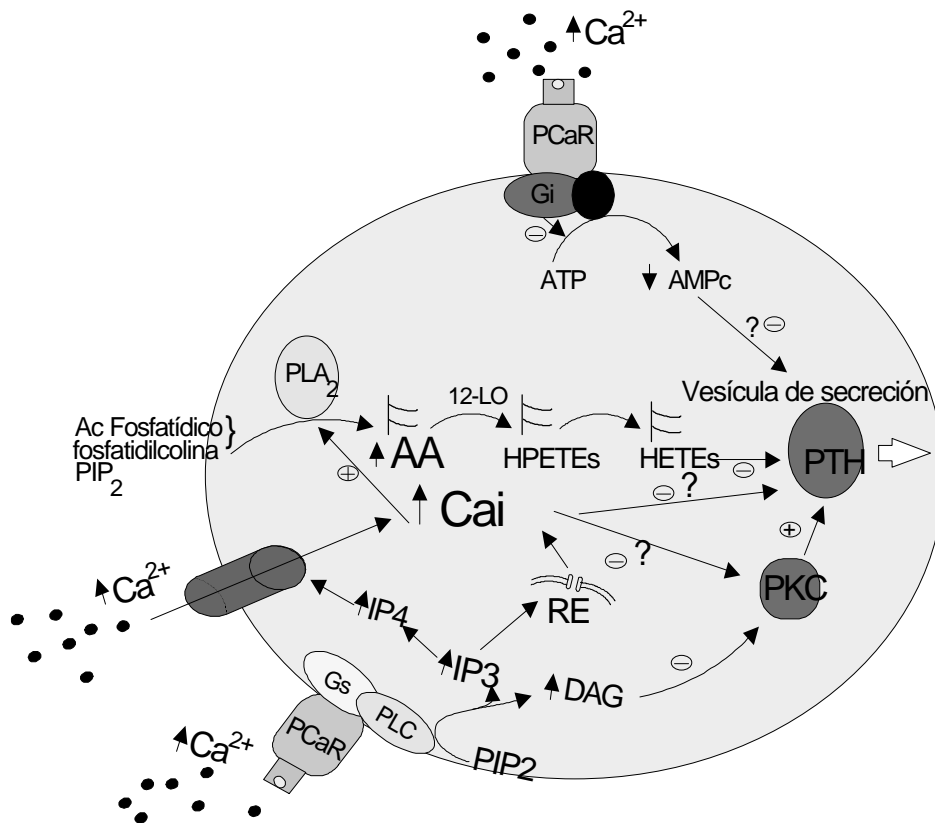 Ca2+
PCaR
Gi
−
ATP
AMPc
? −
PLA2
Vesícula de secreción
12-LO
Ac Fosfatídico }
fosfatidilcolina
PIP2
AA
HPETEs
HETEs
−
PTH
+
Cai
− ?
− ?
+
Ca2+
IP4
RE
PKC
IP3
DAG
−
Gs
PLC
PCaR
Ca2+
PIP2